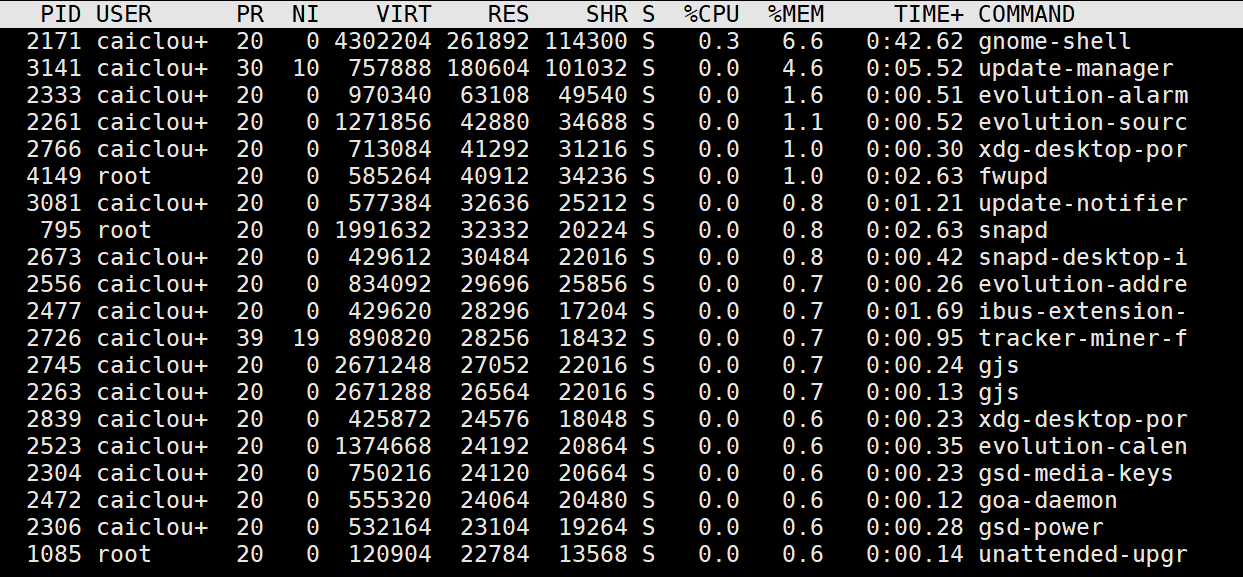 PID USER PR NI VIRT RES SHR S %CPU %MEM TIME+ COMMAND
2171 caiclou+ 20 0 4302204 261892 114300 S 0.3 6.6 0:42.62 gnome-shell
3141 caiclou+ 30 10 757888 180604 101032 S 0.0 4.6 0:05.52 update-manager
2333 caiclou+ 20 0 970340 63108 49540 S 0.0 1.6 0:00.51 evolution-alarm
2261 caiclou+ 20 0 1271856 42880 34688 S 0.0 1.1 0:00.52 evolution-sourc
2766 caiclou+ 20 0 713084 41292 31216 S 0.0 1.0 0:00.30 xdg-desktop-por
4149 root 20 0 585264 40912 34236 S 0.0 1.0 0:02.63 fwupd
3081 caiclou+ 20 0 577384 32636 25212 S 0.0 0.8 0:01.21 update-notifier
795 root 20 0 1991632 32332 20224 S 0.0 0.8 0:02.63 snapd
2673 caiclou+ 20 0 429612 30484 22016 S 0.0 0.8 0:00.42 snapd-desktop-i
2556 caiclou+ 20 0 834092 29696 25856 S 0.0 0.7 0:00.26 evolution-addre
2477 caiclou+ 20 0 429620 28296 17204 S 0.0 0.7 0:01.69 ibus-extension-
2726 caiclou+ 39 19 890820 28256 18432 S 0.0 0.7 0:00.95 tracker-miner-f
2745 caiclou+ 20 0 2671248 27052 22016 S 0.0 0.7 0:00.24 gjs
2263 caiclou+ 20 0 2671288 26564 22016 S 0.0 0.7 0:00.13 gjs
2839 caiclou+ 20 0 425872 24576 18048 S 0.0 0.6 0:00.23 xdg-desktop-por
2523 caiclou+ 20 0 1374668 24192 20864 S 0.0 0.6 0:00.35 evolution-calen
2304 caiclou+ 20 0 750216 24120 20664 S 0.0 0.6 0:00.23 gsd-media-keys
2472 caiclou+ 20 0 555320 24064 20480 S 0.0 0.6 0:00.12 goa-daemon
2306 caiclou+ 20 0 532164 23104 19264 S 0.0 0.6 0:00.28 gsd-power
1085 root 20 0 120904 22784 13568 S 0.0 0.6 0:00.14 unattended-upgr